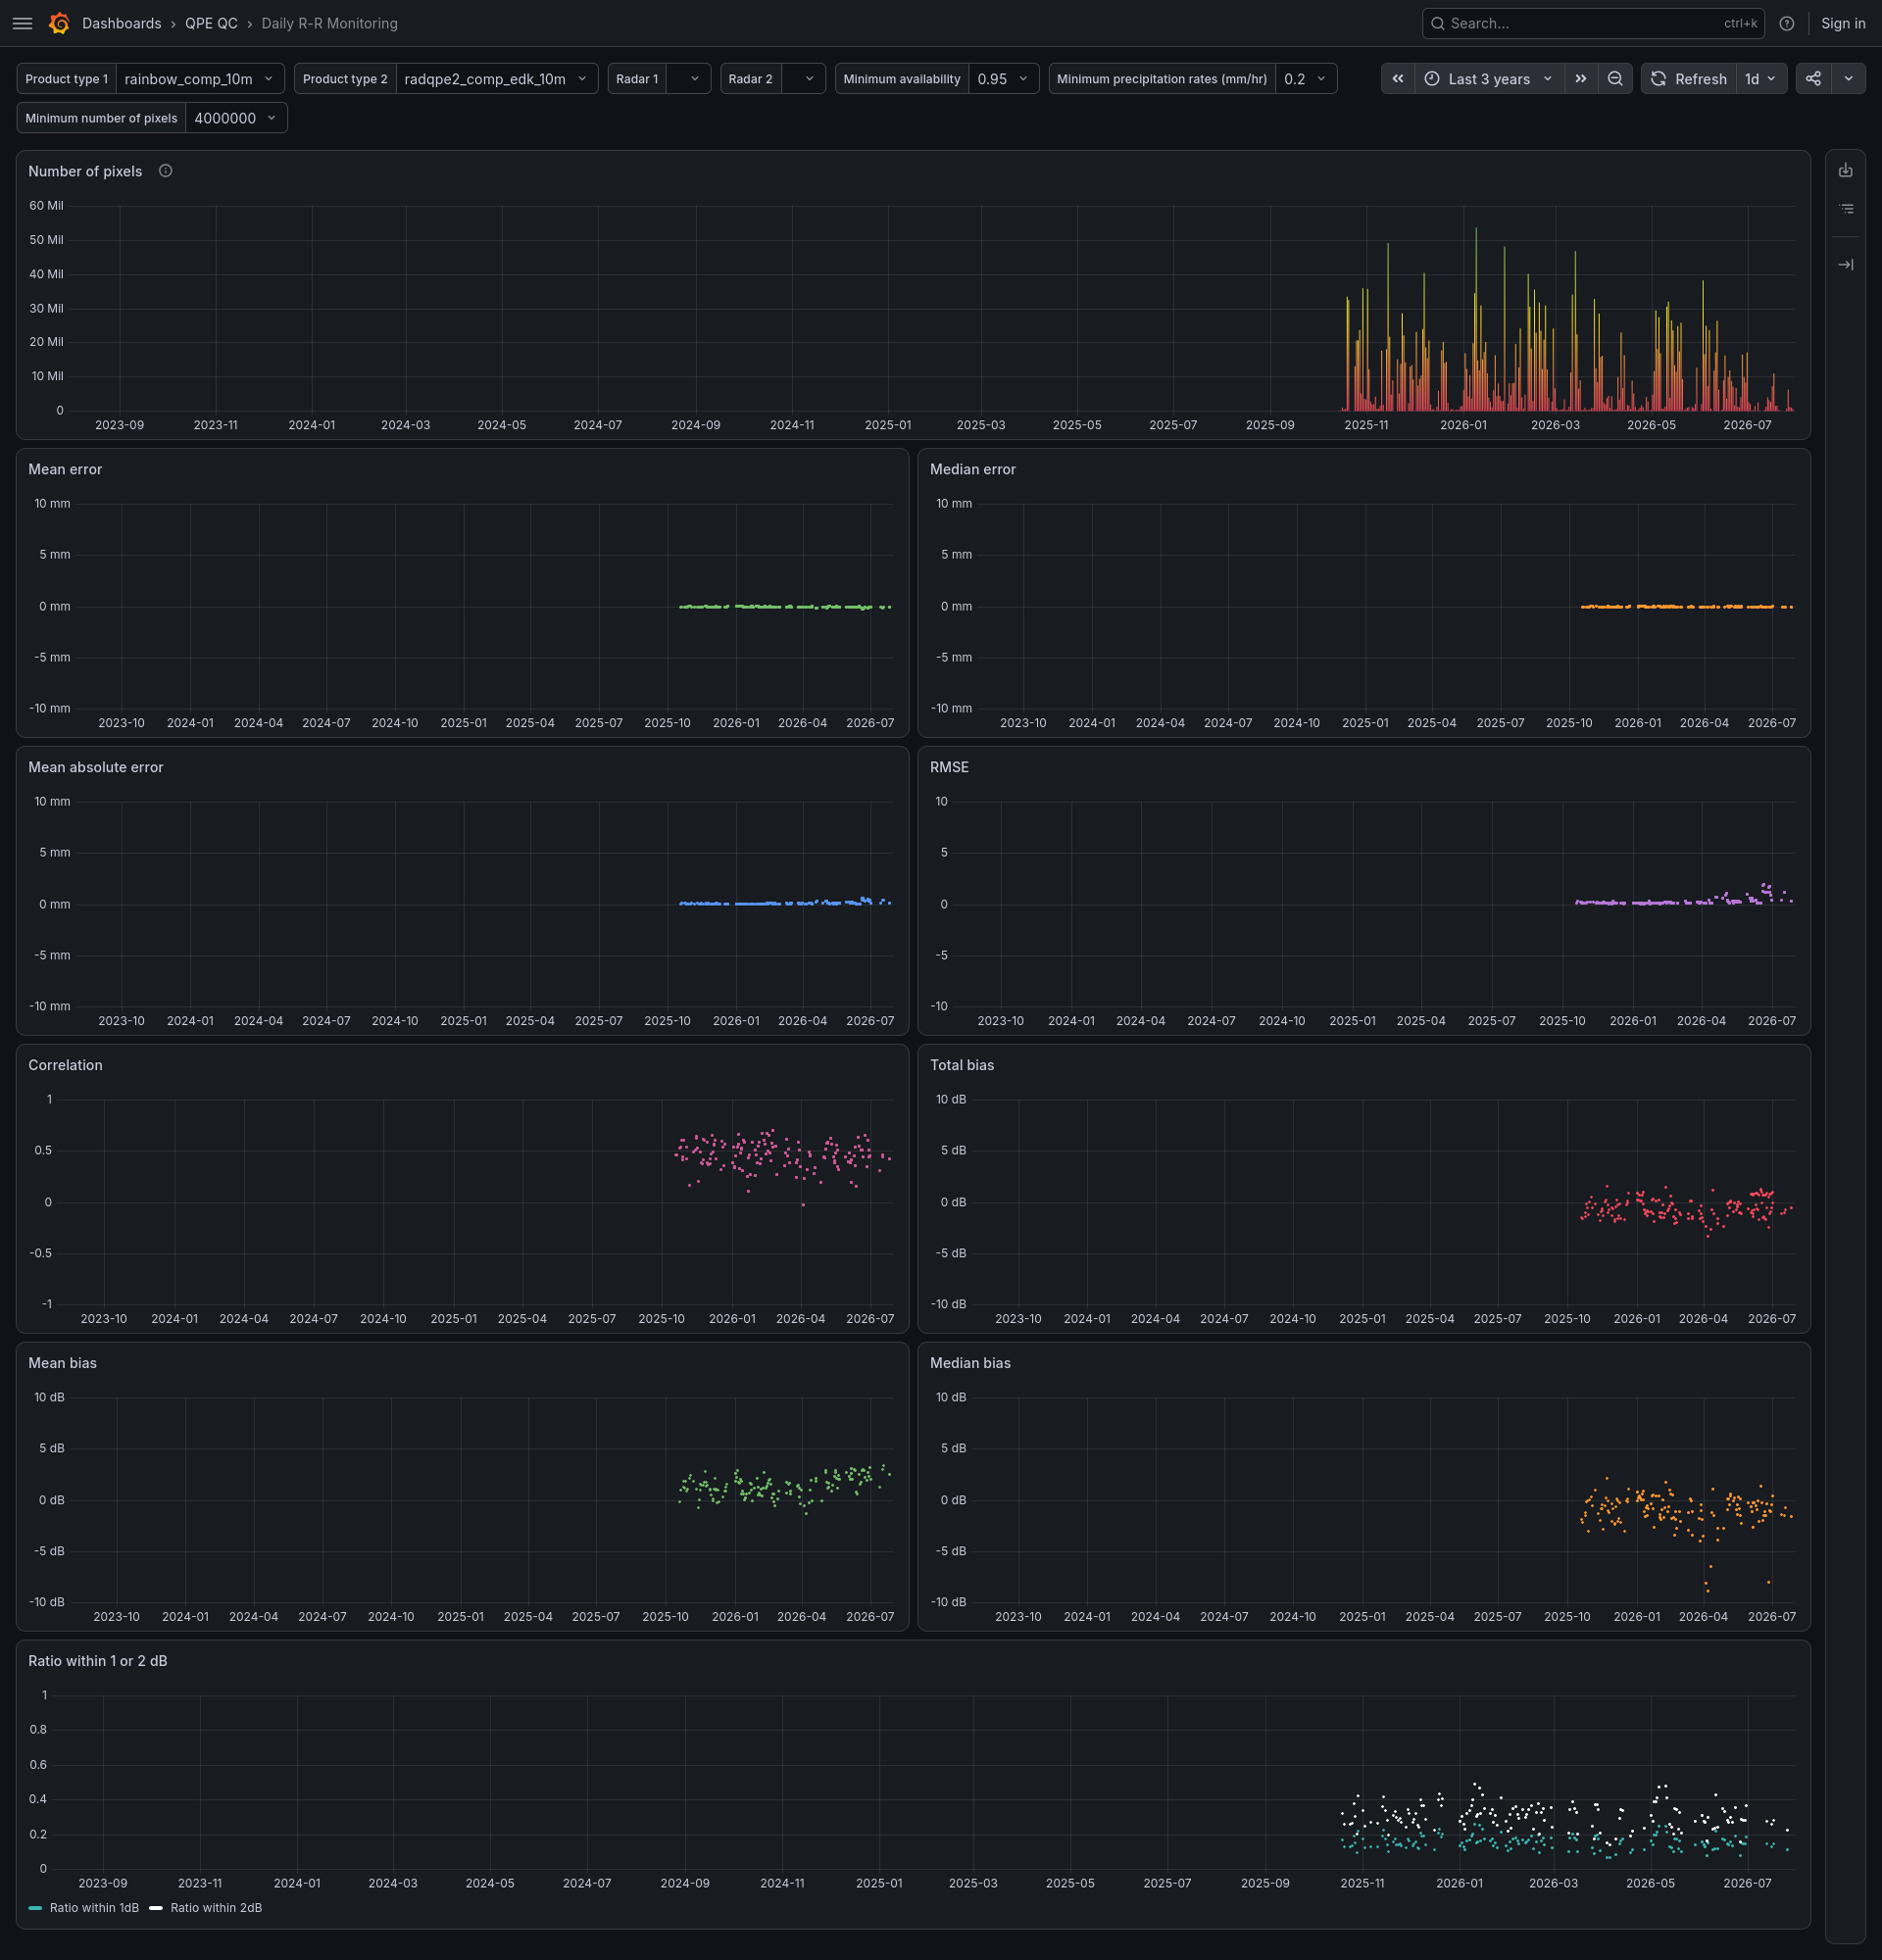 Dashboards › QPE QC › Daily R-R Monitoring
Search...
ctrl+k
Sign in
Product type 1 rainbow_comp_10m
Product type 2 radqpe2_comp_edk_10m
Radar 1
Radar 2
Minimum availability 0.95
Minimum precipitation rates (mm/hr) 0.2
Last 3 years
Refresh 1d
Minimum number of pixels 4000000
Number of pixels
60 Mil
50 Mil
40 Mil
30 Mil
20 Mil
10 Mil
0
2023-09 2023-11 2024-01 2024-03 2024-05 2024-07 2024-09 2024-11 2025-01 2025-03 2025-05 2025-07 2025-09 2025-11 2026-01 2026-03 2026-05 2026-07
Mean error
10 mm
5 mm
0 mm
-5 mm
-10 mm
2023-10 2024-01 2024-04 2024-07 2024-10 2025-01 2025-04 2025-07 2025-10 2026-01 2026-04 2026-07
Median error
10 mm
5 mm
0 mm
-5 mm
-10 mm
2023-10 2024-01 2024-04 2024-07 2024-10 2025-01 2025-04 2025-07 2025-10 2026-01 2026-04 2026-07
Mean absolute error
10 mm
5 mm
0 mm
-5 mm
-10 mm
2023-10 2024-01 2024-04 2024-07 2024-10 2025-01 2025-04 2025-07 2025-10 2026-01 2026-04 2026-07
RMSE
10
5
0
-5
-10
2023-10 2024-01 2024-04 2024-07 2024-10 2025-01 2025-04 2025-07 2025-10 2026-01 2026-04 2026-07
Correlation
1
0.5
0
-0.5
-1
2023-10 2024-01 2024-04 2024-07 2024-10 2025-01 2025-04 2025-07 2025-10 2026-01 2026-04 2026-07
Total bias
10 dB
5 dB
0 dB
-5 dB
-10 dB
2023-10 2024-01 2024-04 2024-07 2024-10 2025-01 2025-04 2025-07 2025-10 2026-01 2026-04 2026-07
Mean bias
10 dB
5 dB
0 dB
-5 dB
-10 dB
2023-10 2024-01 2024-04 2024-07 2024-10 2025-01 2025-04 2025-07 2025-10 2026-01 2026-04 2026-07
Median bias
10 dB
5 dB
0 dB
-5 dB
-10 dB
2023-10 2024-01 2024-04 2024-07 2024-10 2025-01 2025-04 2025-07 2025-10 2026-01 2026-04 2026-07
Ratio within 1 or 2 dB
1
0.8
0.6
0.4
0.2
0
2023-09 2023-11 2024-01 2024-03 2024-05 2024-07 2024-09 2024-11 2025-01 2025-03 2025-05 2025-07 2025-09 2025-11 2026-01 2026-03 2026-05 2026-07
Ratio within 1dB Ratio within 2dB